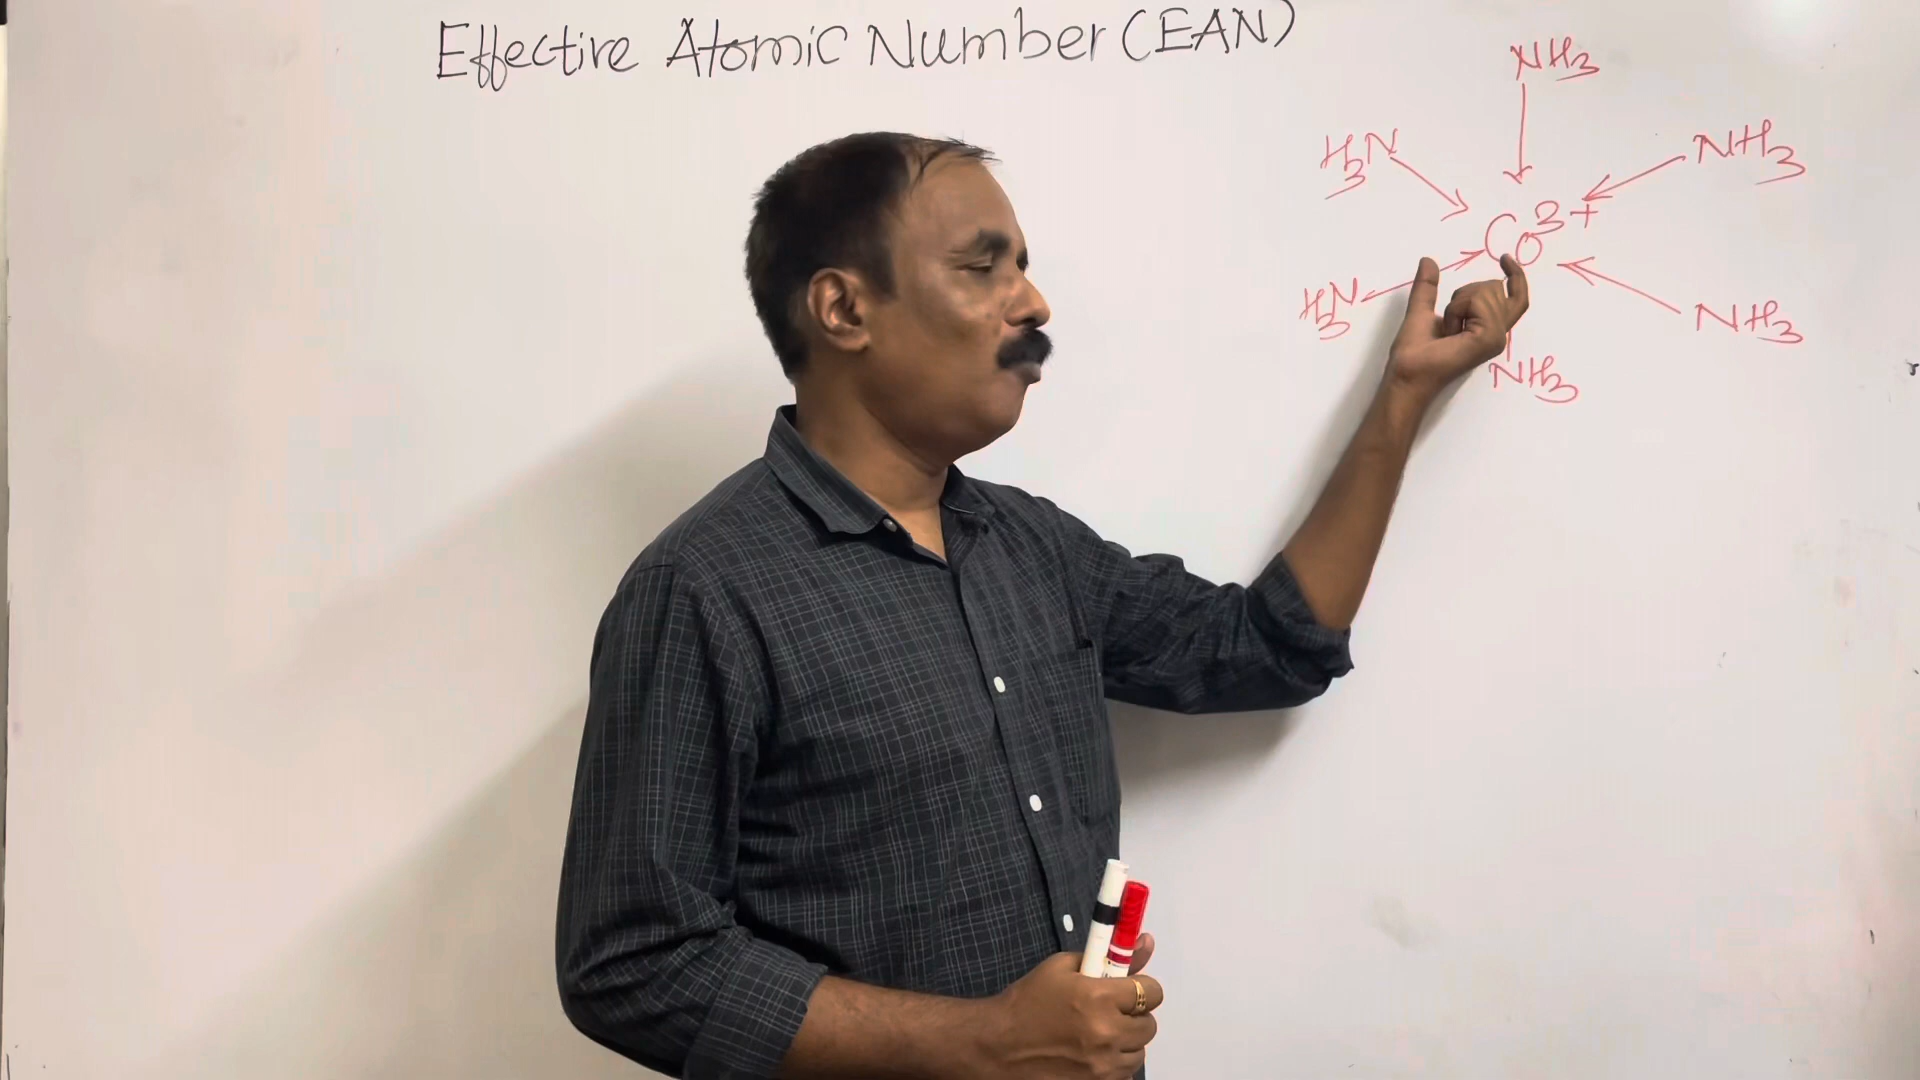 Effective Atomic Number (EAN)
NH3
H3N
NH3
Co3+
H3N
NH3
NH3